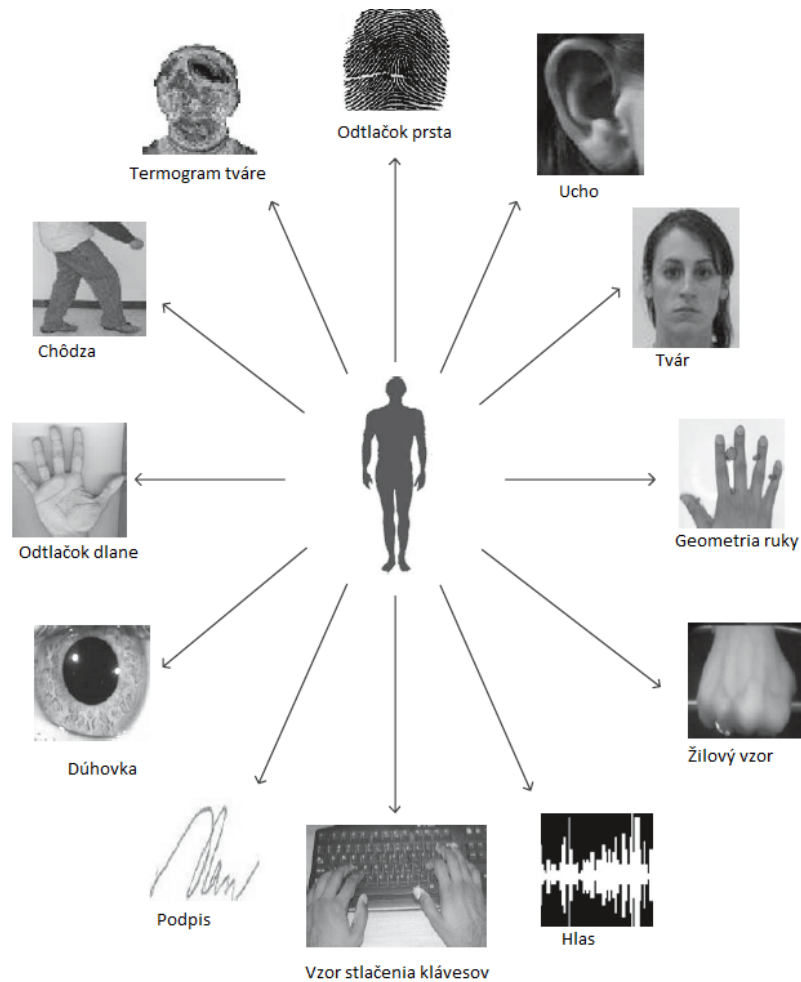 Odtlačok prsta
Termogram tváre
Ucho
Chôdza
Tvár
Odtlačok dlane
Geometria ruky
Dúhovka
Žilový vzor
Podpis
Hlas
Vzor stlačenia klávesov